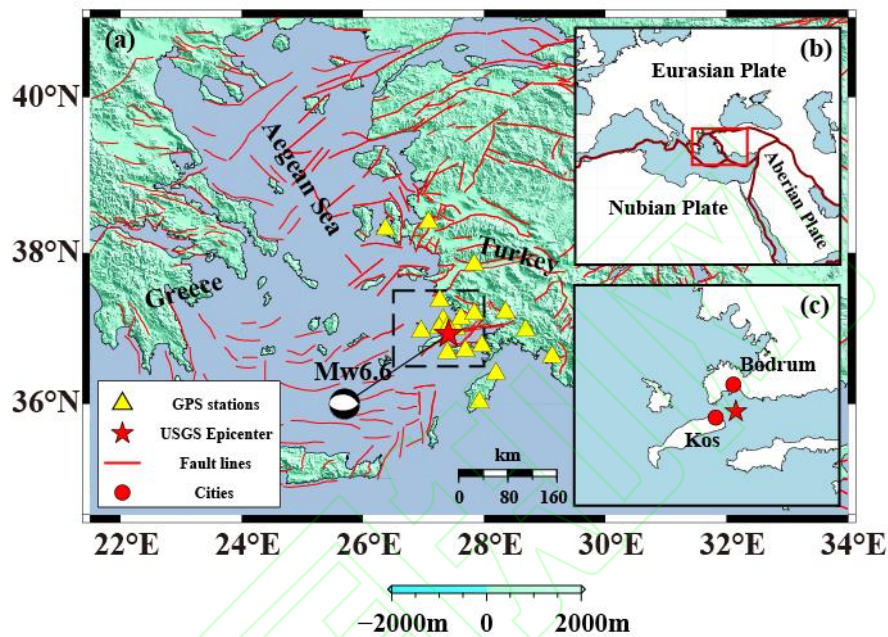 (a)
40°N
38°N
36°N
Aegean Sea
Greece
Turkey
Mw6.6
GPS stations
USGS Epicenter
Fault lines
Cities
km
0 80 160
22°E 24°E 26°E 28°E 30°E 32°E 34°E
(b)
Eurasian Plate
Nubian Plate
Aberian Plate
(c)
Bodrum
Kos
−2000m 0 2000m